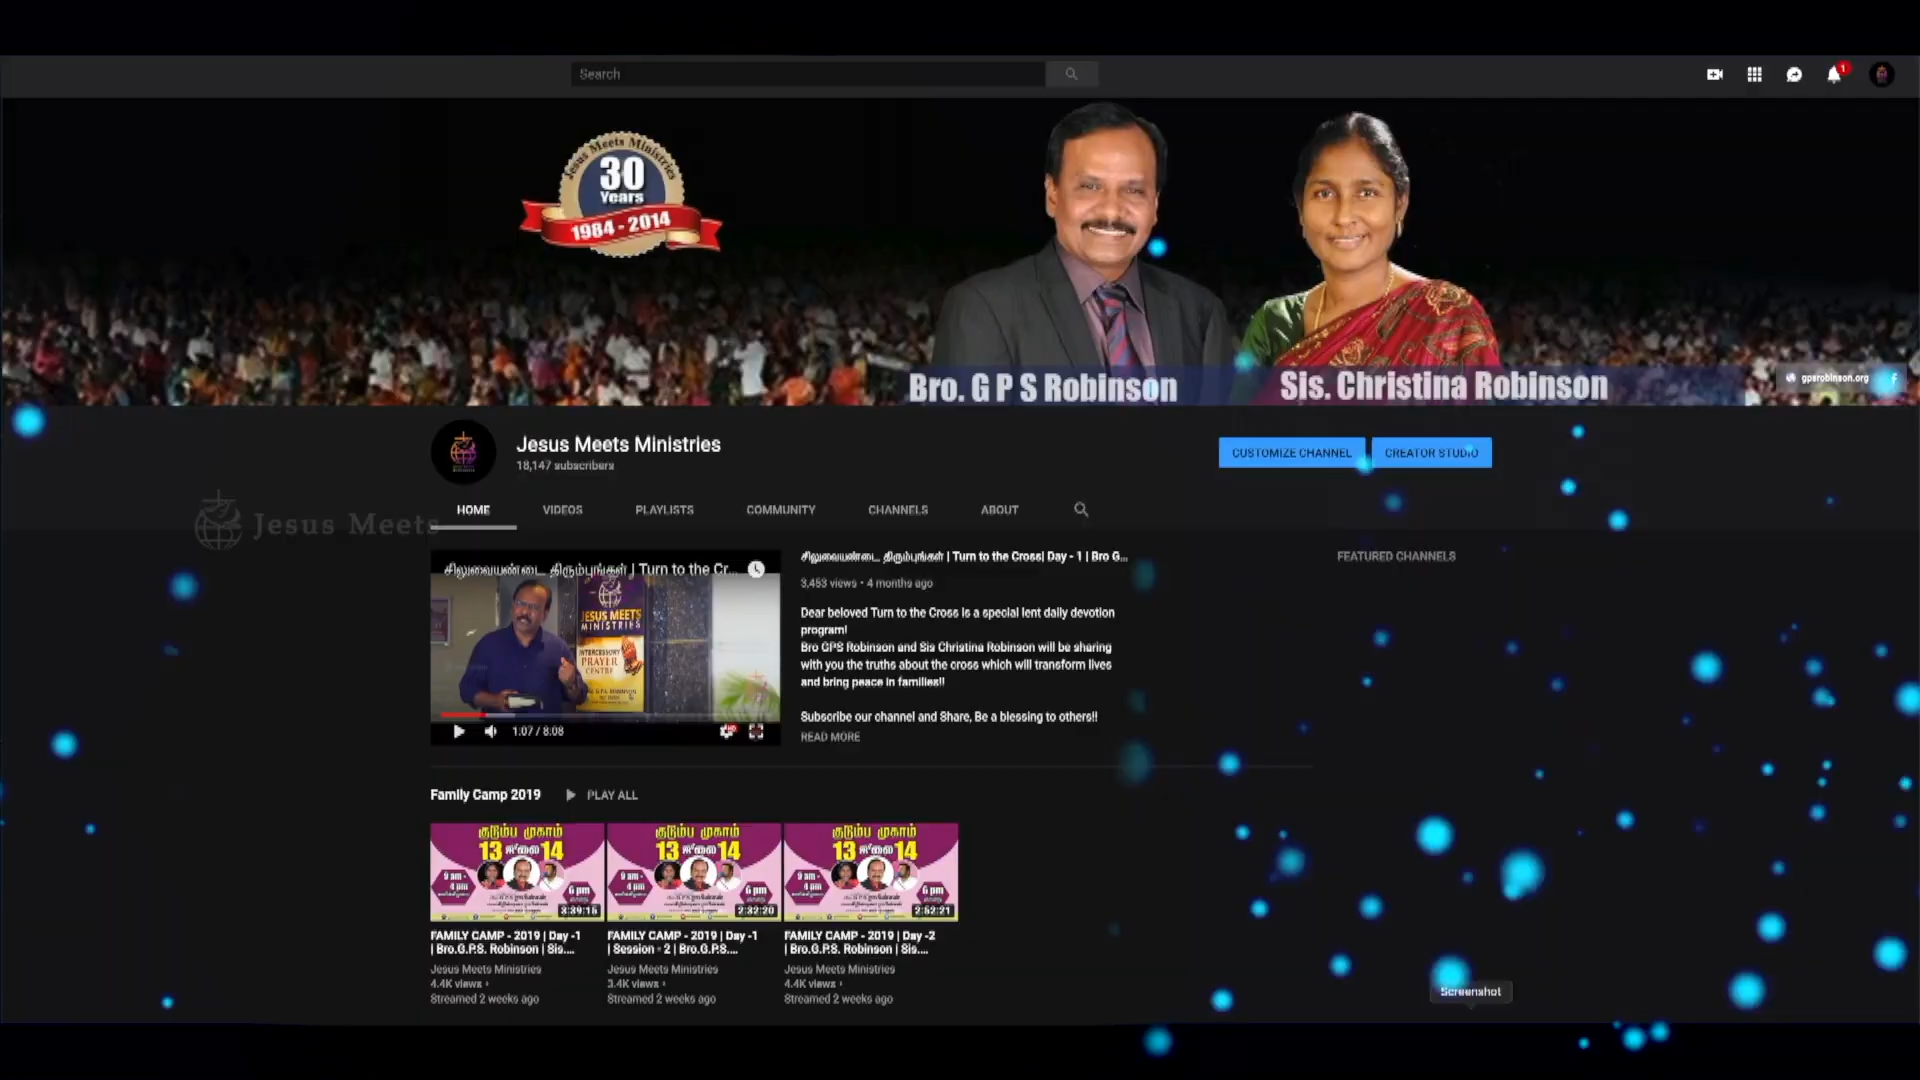 Search
1
Jesus Meets Ministries
30
Years
1984 - 2014
Bro. G P S Robinson
Sis. Christina Robinson
gpsrobinson.org
f
Jesus Meets Ministries
18,147 subscribers
CUSTOMIZE CHANNEL
CREATOR STUDIO
HOME VIDEOS PLAYLISTS COMMUNITY CHANNELS ABOUT
Jesus Meets
சிலுவையண்டை திரும்புங்கள் | Turn to the Cr...
JESUS MEETS
MINISTRIES
INTERCESSORY
PRAYER
CENTRE
1:07 / 8:08
சிலுவையண்டை திரும்புங்கள் | Turn to the Cross| Day - 1 | Bro G...
3,453 views • 4 months ago
Dear beloved Turn to the Cross is a special lent daily devotion
program!
Bro GPS Robinson and Sis Christina Robinson will be sharing
with you the truths about the cross which will transform lives
and bring peace in families!!
Subscribe our channel and Share, Be a blessing to others!!
READ MORE
FEATURED CHANNELS
Family Camp 2019
PLAY ALL
குடும்ப முகாம்
13 ஜூலை 14
9 am -
4 pm
6 pm
3:39:15
குடும்ப முகாம்
13 ஜூலை 14
9 am -
4 pm
6 pm
2:32:20
குடும்ப முகாம்
13 ஜூலை 14
9 am -
4 pm
6 pm
2:52:21
FAMILY CAMP - 2019 | Day -1
| Bro.G.P.S. Robinson | Sis....
Jesus Meets Ministries
4.4K views •
Streamed 2 weeks ago
FAMILY CAMP - 2019 | Day -1
| Session - 2 | Bro.G.P.S....
Jesus Meets Ministries
3.4K views •
Streamed 2 weeks ago
FAMILY CAMP - 2019 | Day -2
| Bro.G.P.S. Robinson | Sis....
Jesus Meets Ministries
4.4K views •
Streamed 2 weeks ago
Screenshot